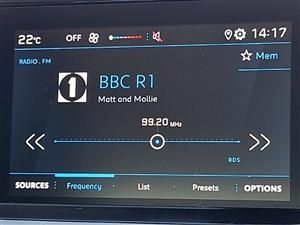 22°C OFF 14:17
RADIO . FM
Mem
1 BBC R1
Matt and Mollie
99.20 MHz
RDS
SOURCES Frequency List Presets OPTIONS